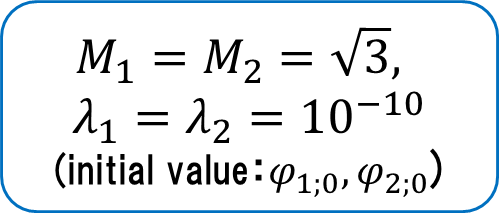 M₁ = M₂ = √3,
λ₁ = λ₂ = 10⁻¹⁰
(initial value:φ₁;₀, φ₂;₀)